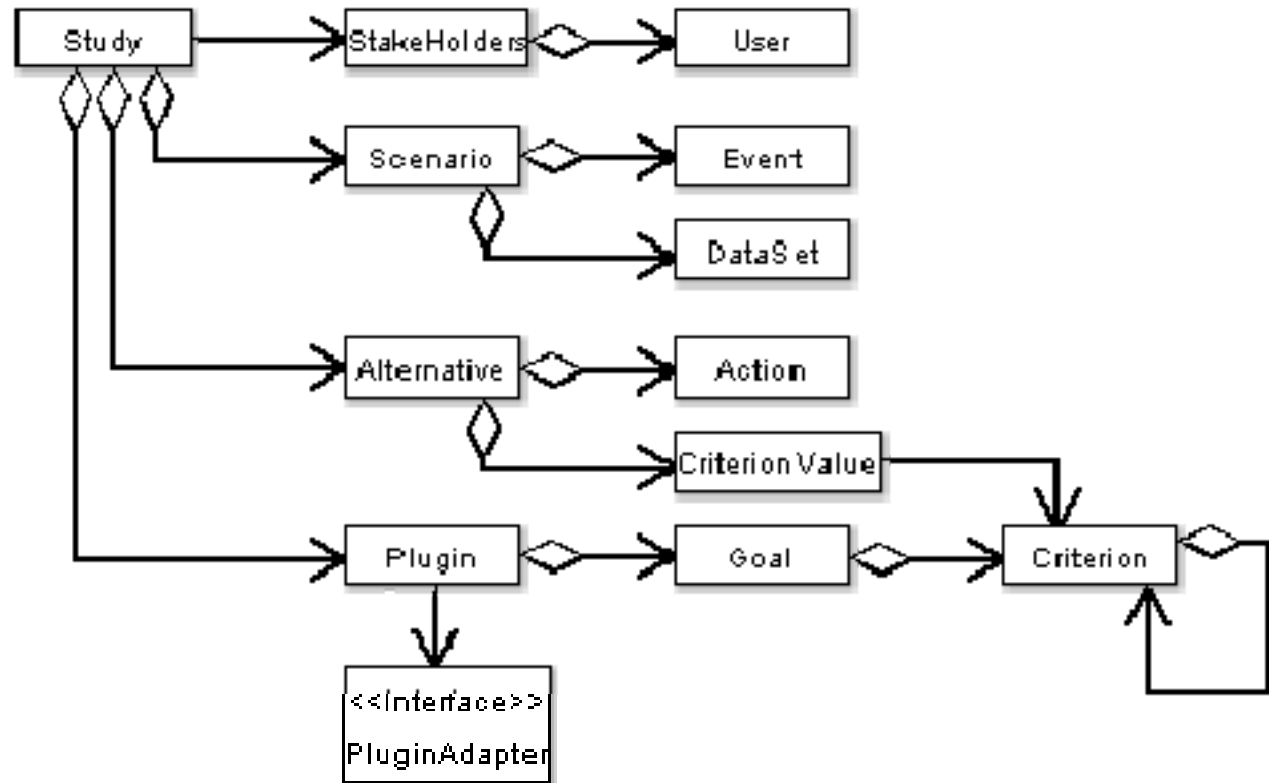 Study
StakeHolders
User
Scenario
Event
DataSet
Alternative
Action
Criterion Value
Plugin
Goal
Criterion
<<Interface>>
PluginAdapter